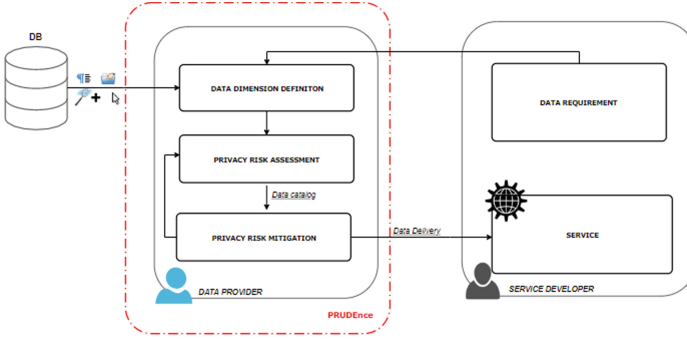 DB
DATA DIMENSION DEFINITON
DATA REQUIREMENT
PRIVACY RISK ASSESSMENT
Data catalog
PRIVACY RISK MITIGATION
Data Delivery
SERVICE
DATA PROVIDER
SERVICE DEVELOPER
PRUDEnce